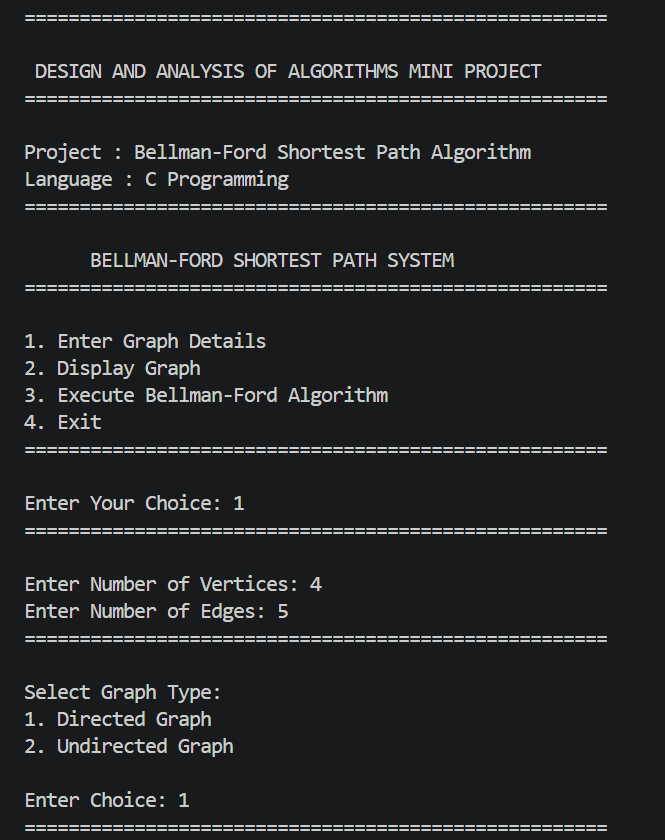 =====================================================
DESIGN AND ANALYSIS OF ALGORITHMS MINI PROJECT
=====================================================
Project : Bellman-Ford Shortest Path Algorithm
Language : C Programming
=====================================================
BELLMAN-FORD SHORTEST PATH SYSTEM
=====================================================
1. Enter Graph Details
2. Display Graph
3. Execute Bellman-Ford Algorithm
4. Exit
=====================================================
Enter Your Choice: 1
=====================================================
Enter Number of Vertices: 4
Enter Number of Edges: 5
=====================================================
Select Graph Type:
1. Directed Graph
2. Undirected Graph
Enter Choice: 1
=====================================================